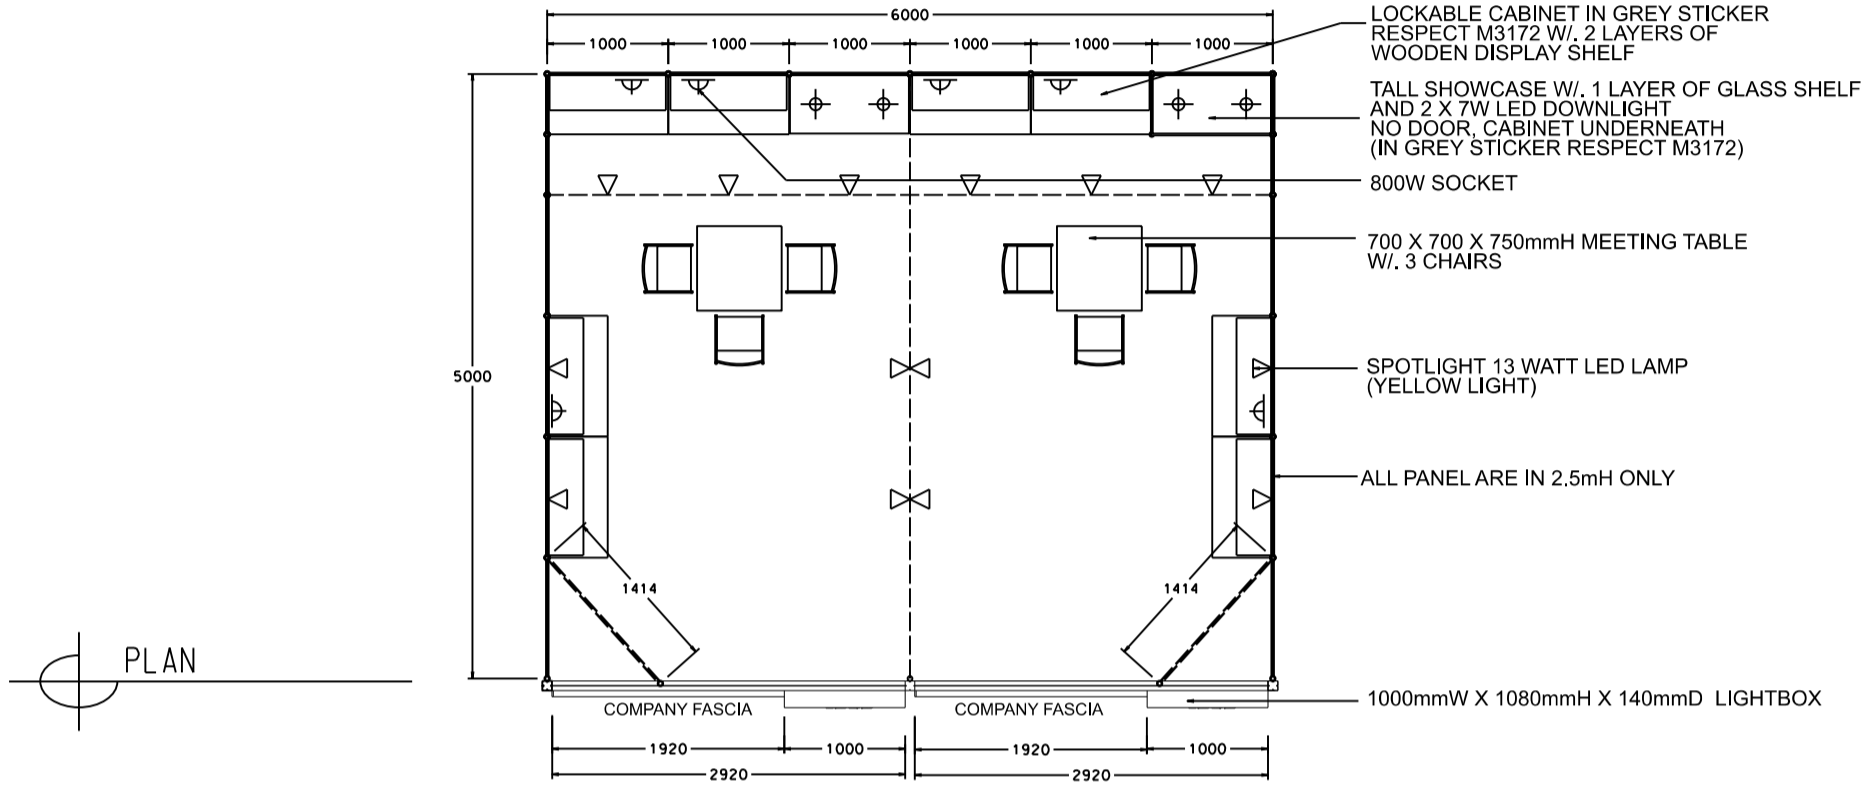 6000
1000 1000 1000 1000 1000 1000
LOCKABLE CABINET IN GREY STICKER
RESPECT M3172 W/. 2 LAYERS OF
WOODEN DISPLAY SHELF
TALL SHOWCASE W/. 1 LAYER OF GLASS SHELF
AND 2 X 7W LED DOWNLIGHT
NO DOOR, CABINET UNDERNEATH
(IN GREY STICKER RESPECT M3172)
800W SOCKET
700 X 700 X 750mmH MEETING TABLE
W/. 3 CHAIRS
5000
SPOTLIGHT 13 WATT LED LAMP
(YELLOW LIGHT)
ALL PANEL ARE IN 2.5mH ONLY
1414 1414
PLAN
1000mmW X 1080mmH X 140mmD LIGHTBOX
COMPANY FASCIA COMPANY FASCIA
1920 1000 1920 1000
2920 2920